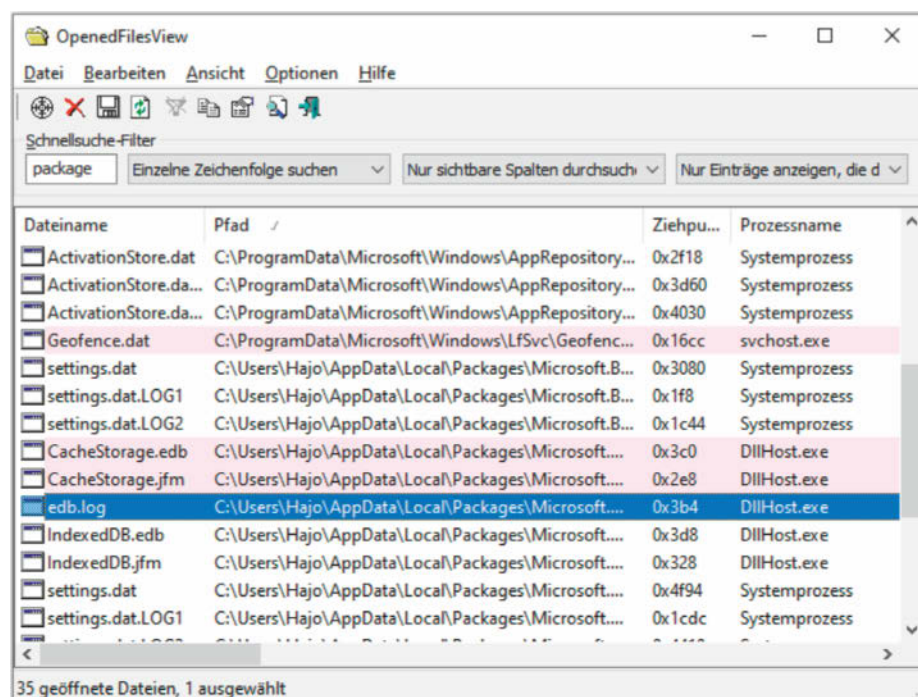 OpenedFilesView
Datei Bearbeiten Ansicht Optionen Hilfe
Schnellsuche-Filter
package Einzelne Zeichenfolge suchen Nur sichtbare Spalten durchsuch Nur Einträge anzeigen, die d
Dateiname Pfad Ziehpu... Prozessname
ActivationStore.dat C:\ProgramData\Microsoft\Windows\AppRepository... 0x2f18 Systemprozess
ActivationStore.da... C:\ProgramData\Microsoft\Windows\AppRepository... 0x3d60 Systemprozess
ActivationStore.da... C:\ProgramData\Microsoft\Windows\AppRepository... 0x4030 Systemprozess
Geofence.dat C:\ProgramData\Microsoft\Windows\LfSvc\Geofenc... 0x16cc svchost.exe
settings.dat C:\Users\Hajo\AppData\Local\Packages\Microsoft.B... 0x3080 Systemprozess
settings.dat.LOG1 C:\Users\Hajo\AppData\Local\Packages\Microsoft.B... 0x1f8 Systemprozess
settings.dat.LOG2 C:\Users\Hajo\AppData\Local\Packages\Microsoft.B... 0x1c44 Systemprozess
CacheStorage.edb C:\Users\Hajo\AppData\Local\Packages\Microsoft.... 0x3c0 DllHost.exe
CacheStorage.jfm C:\Users\Hajo\AppData\Local\Packages\Microsoft.... 0x2e8 DllHost.exe
edb.log C:\Users\Hajo\AppData\Local\Packages\Microsoft.... 0x3b4 DllHost.exe
IndexedDB.edb C:\Users\Hajo\AppData\Local\Packages\Microsoft.... 0x3d8 DllHost.exe
IndexedDB.jfm C:\Users\Hajo\AppData\Local\Packages\Microsoft.... 0x328 DllHost.exe
settings.dat C:\Users\Hajo\AppData\Local\Packages\Microsoft.... 0x4f94 Systemprozess
settings.dat.LOG1 C:\Users\Hajo\AppData\Local\Packages\Microsoft.... 0x1cdc Systemprozess
35 geöffnete Dateien, 1 ausgewählt